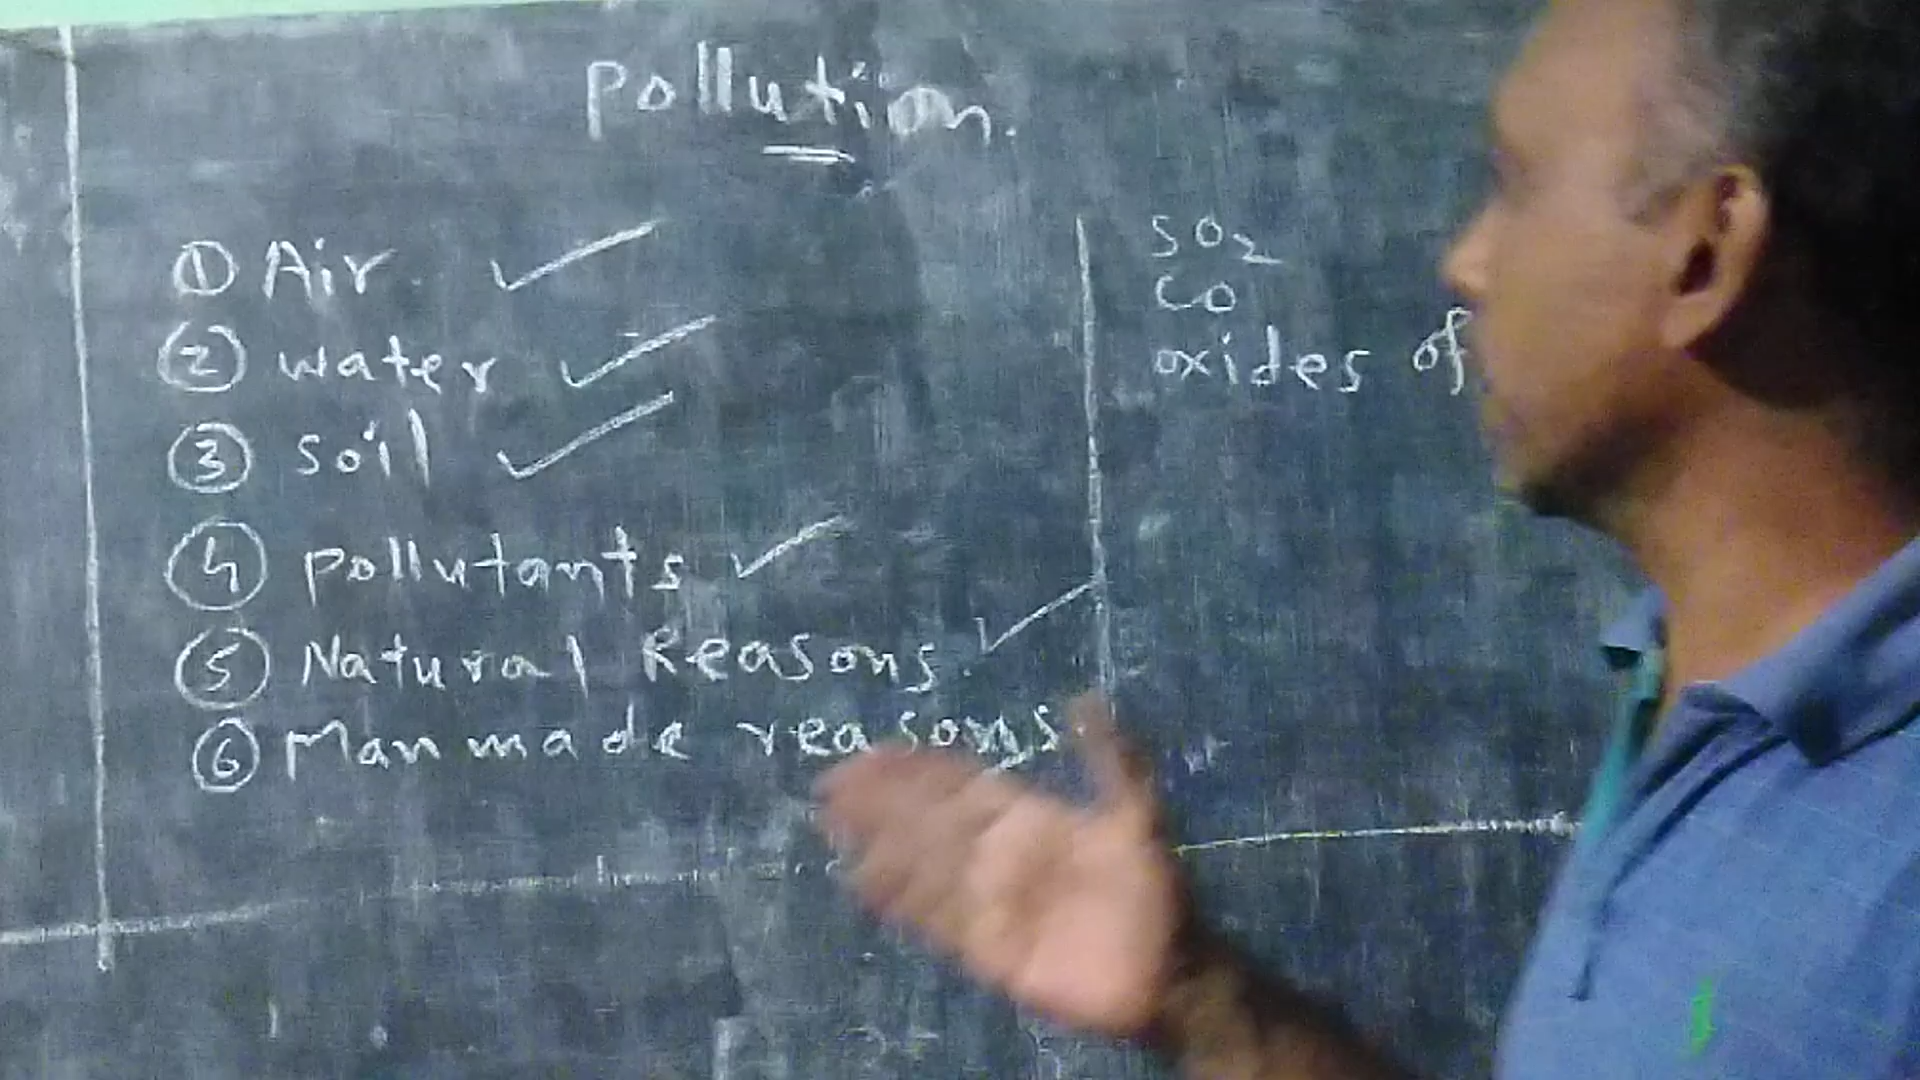 Pollution.
① Air.
② water
③ soil
④ pollutants
⑤ Natural Reasons.
⑥ Man made reasons.
SO2
CO
oxides of